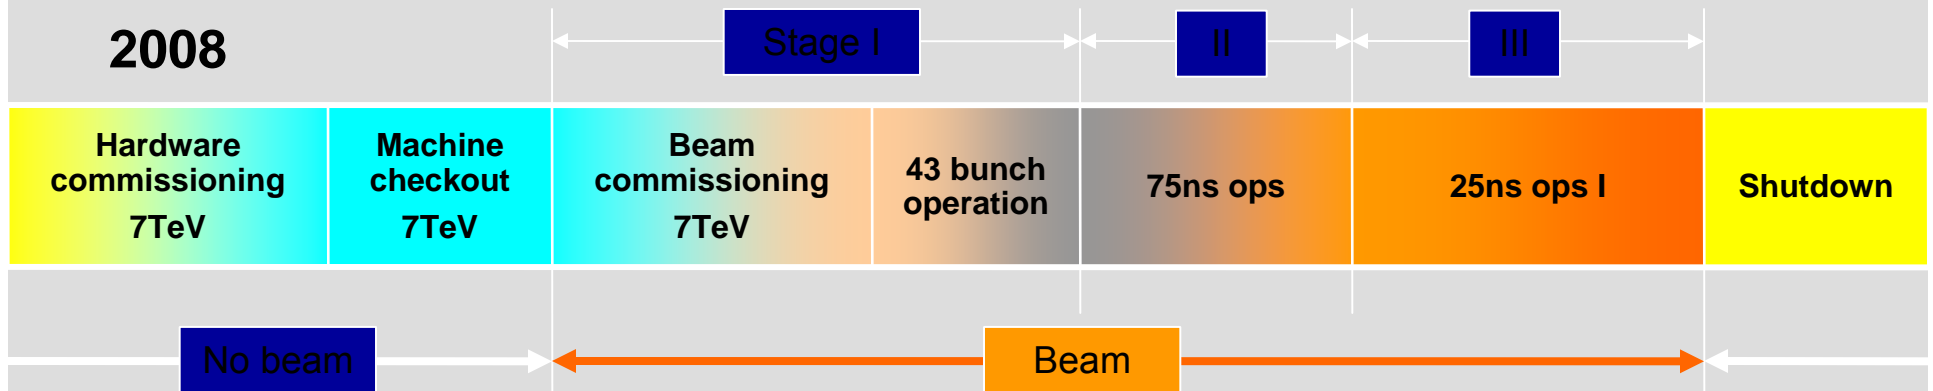 2008
Stage I
II
III
Hardware
commissioning
7TeV
Machine
checkout
7TeV
Beam
commissioning
7TeV
43 bunch
operation
75ns ops
25ns ops I
Shutdown
No beam
Beam